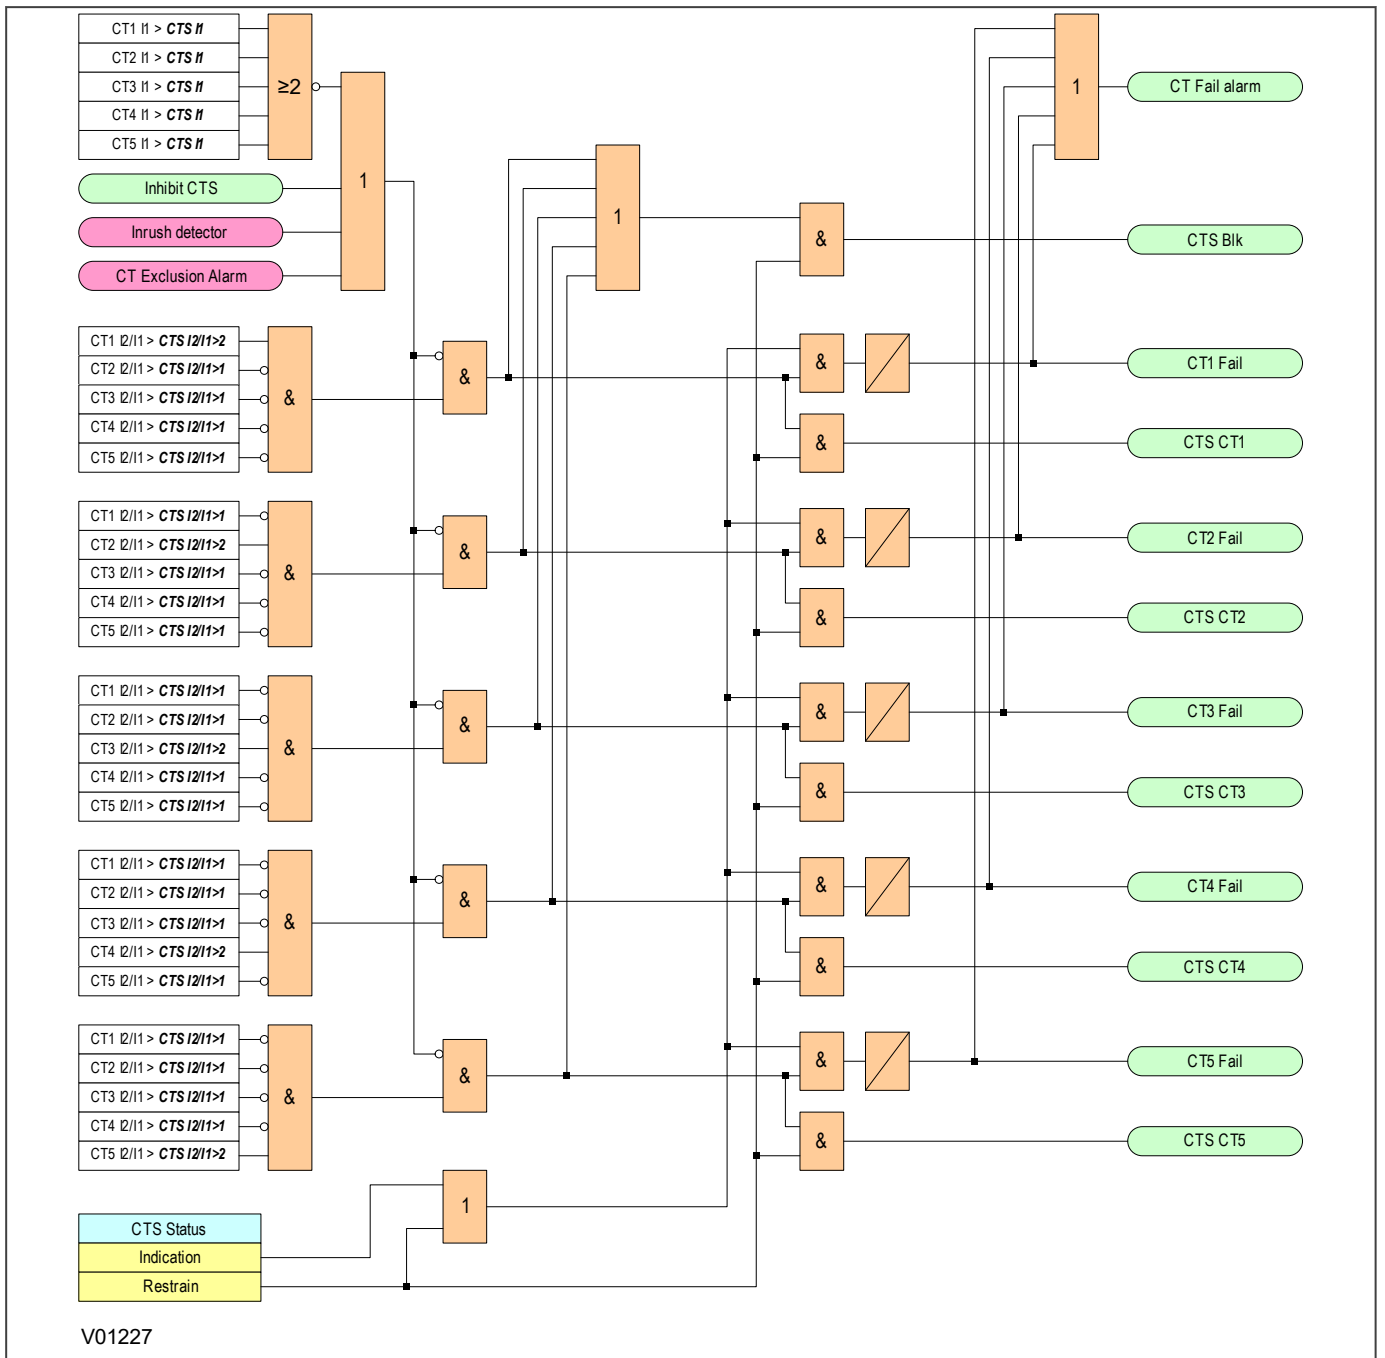 CT1 I1 > CTS I1
CT2 I1 > CTS I1
CT3 I1 > CTS I1
CT4 I1 > CTS I1
CT5 I1 > CTS I1
≥2
1
Inhibit CTS
Inrush detector
CT Exclusion Alarm
1
1
CT Fail alarm
&
CTS Blk
CT1 I2/I1 > CTS I2/I1>2
CT2 I2/I1 > CTS I2/I1>1
CT3 I2/I1 > CTS I2/I1>1
CT4 I2/I1 > CTS I2/I1>1
CT5 I2/I1 > CTS I2/I1>1
&
&
&
CT1 Fail
&
CTS CT1
CT1 I2/I1 > CTS I2/I1>1
CT2 I2/I1 > CTS I2/I1>2
CT3 I2/I1 > CTS I2/I1>1
CT4 I2/I1 > CTS I2/I1>1
CT5 I2/I1 > CTS I2/I1>1
&
&
&
CT2 Fail
&
CTS CT2
CT1 I2/I1 > CTS I2/I1>1
CT2 I2/I1 > CTS I2/I1>1
CT3 I2/I1 > CTS I2/I1>2
CT4 I2/I1 > CTS I2/I1>1
CT5 I2/I1 > CTS I2/I1>1
&
&
&
CT3 Fail
&
CTS CT3
CT1 I2/I1 > CTS I2/I1>1
CT2 I2/I1 > CTS I2/I1>1
CT3 I2/I1 > CTS I2/I1>1
CT4 I2/I1 > CTS I2/I1>2
CT5 I2/I1 > CTS I2/I1>1
&
&
&
CT4 Fail
&
CTS CT4
CT1 I2/I1 > CTS I2/I1>1
CT2 I2/I1 > CTS I2/I1>1
CT3 I2/I1 > CTS I2/I1>1
CT4 I2/I1 > CTS I2/I1>1
CT5 I2/I1 > CTS I2/I1>2
&
&
&
CT5 Fail
&
CTS CT5
1
CTS Status
Indication
Restrain
V01227